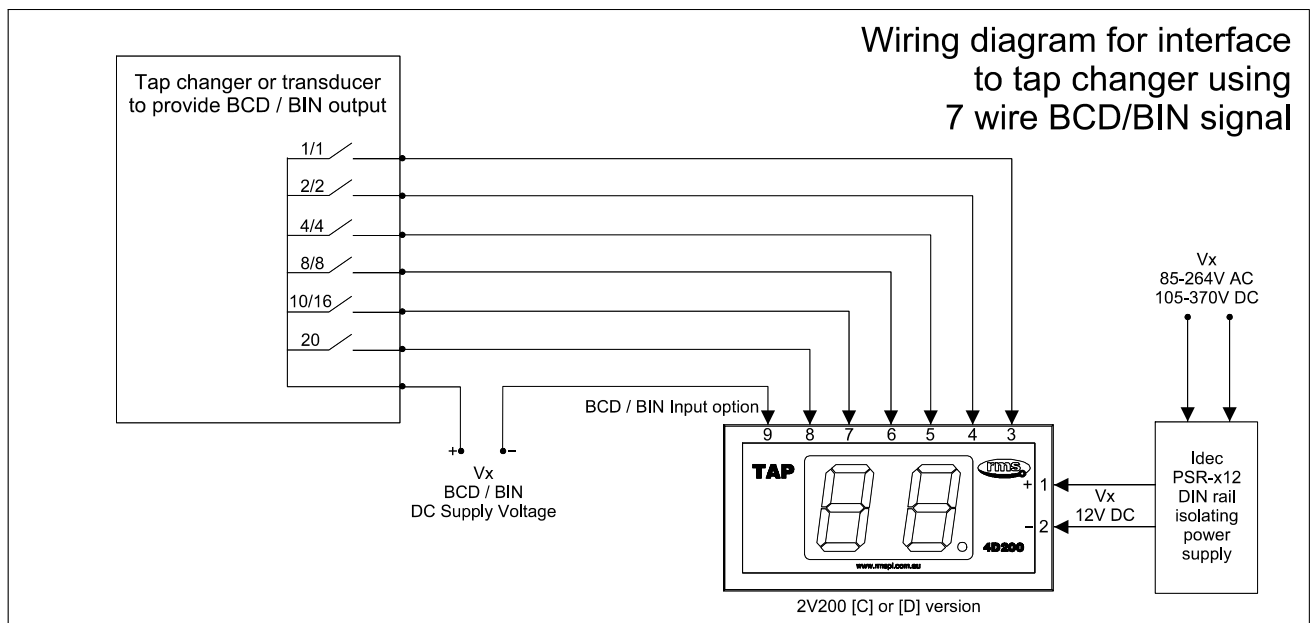 Wiring diagram for interface
to tap changer using
7 wire BCD/BIN signal
Tap changer or transducer
to provide BCD / BIN output
1/1
2/2
4/4
8/8
10/16
20
+
-
Vx
BCD / BIN
DC Supply Voltage
BCD / BIN Input option
9 8 7 6 5 4 3
TAP
rms
+ 1
- 2
4D200
www.rmspl.com.au
2V200 [C] or [D] version
Vx
12V DC
Vx
85-264V AC
105-370V DC
Idec
PSR-x12
DIN rail
isolating
power
supply